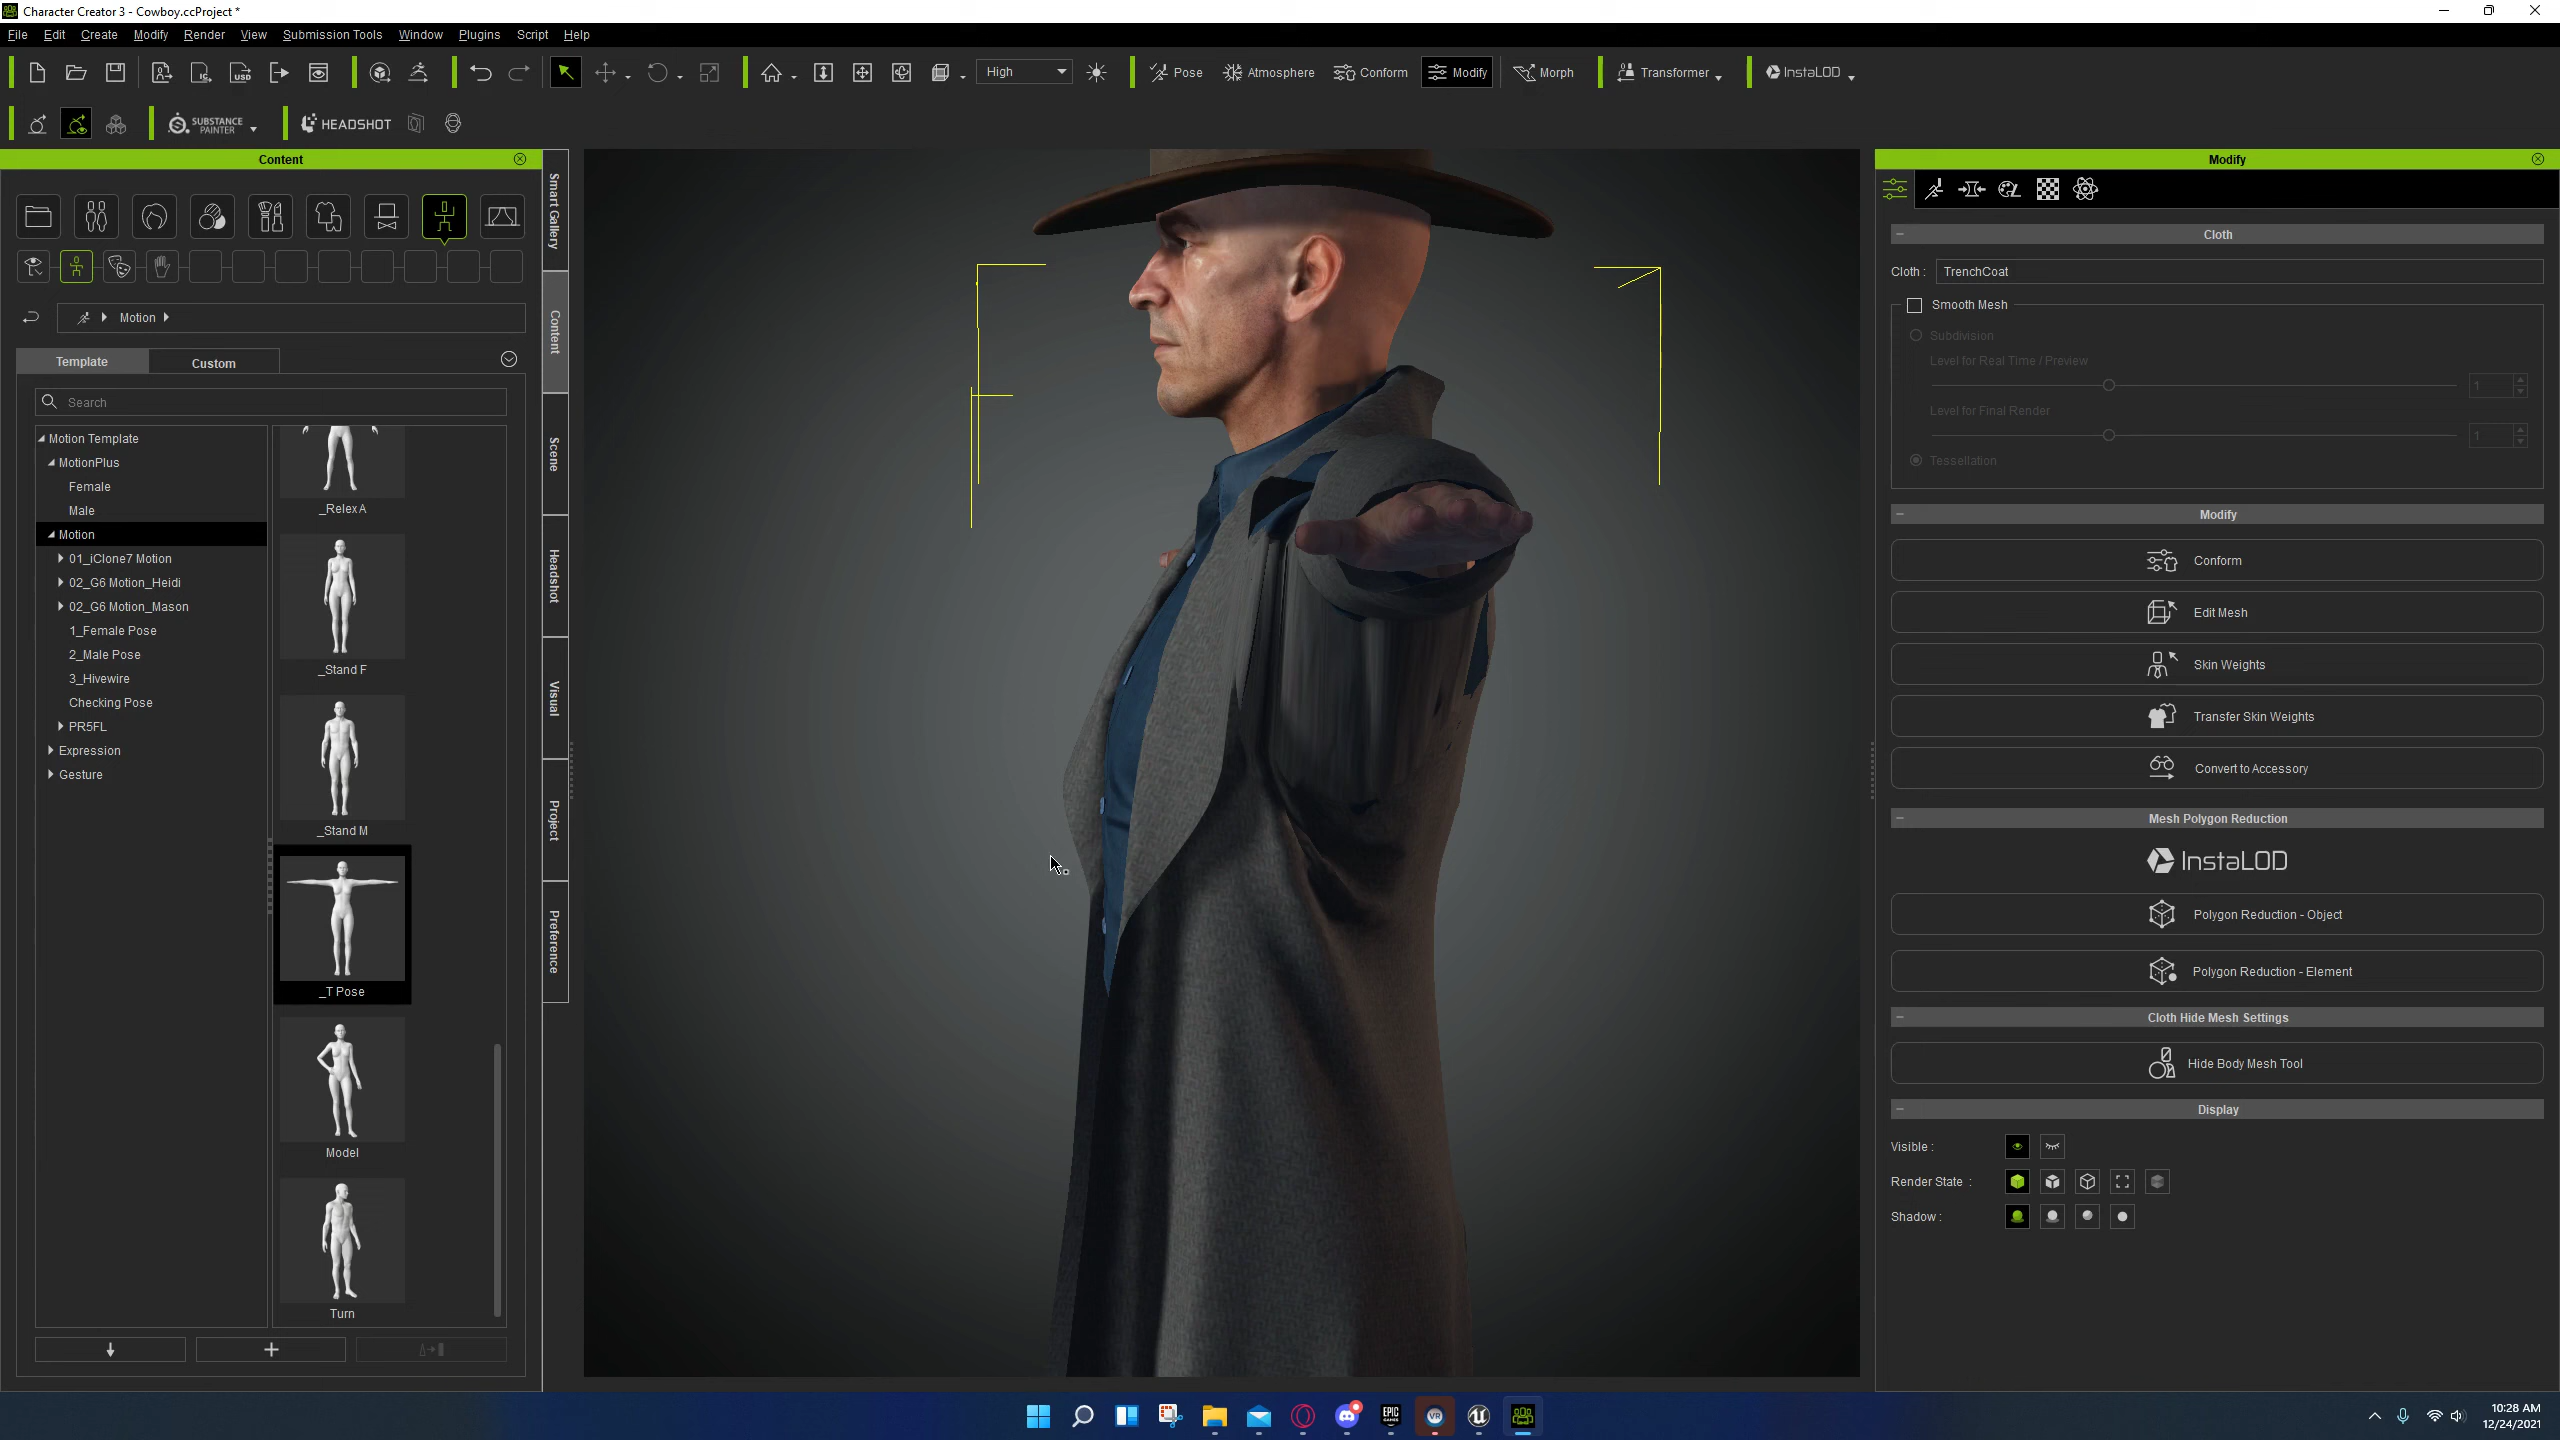 Character Creator 3 - Cowboy.ccProject *
File Edit Create Modify Render View Submission Tools Window Plugins Script Help
High Pose Atmosphere Conform Modify Morph Transformer InstaLOD
SUBSTANCE PAINTER HEADSHOT
Content
Motion
Template Custom
Search
Motion Template
MotionPlus
Female
Male
Motion
01_iClone7 Motion
02_G6 Motion_Heidi
02_G6 Motion_Mason
1_Female Pose
2_Male Pose
3_Hivewire
Checking Pose
PR5FL
Expression
Gesture
_Relex A
_Stand F
_Stand M
_T Pose
Model
Turn
Smart Gallery
Content
Scene
Headshot
Visual
Project
Preference
Modify
Cloth
Cloth : TrenchCoat
Smooth Mesh
Subdivision
Level for Real Time / Preview
1
Level for Final Render
1
Tessellation
Modify
Conform
Edit Mesh
Skin Weights
Transfer Skin Weights
Convert to Accessory
Mesh Polygon Reduction
InstaLOD
Polygon Reduction - Object
Polygon Reduction - Element
Cloth Hide Mesh Settings
Hide Body Mesh Tool
Display
Visible :
Render State :
Shadow :
EPIC GAMES VR
10:28 AM
12/24/2021